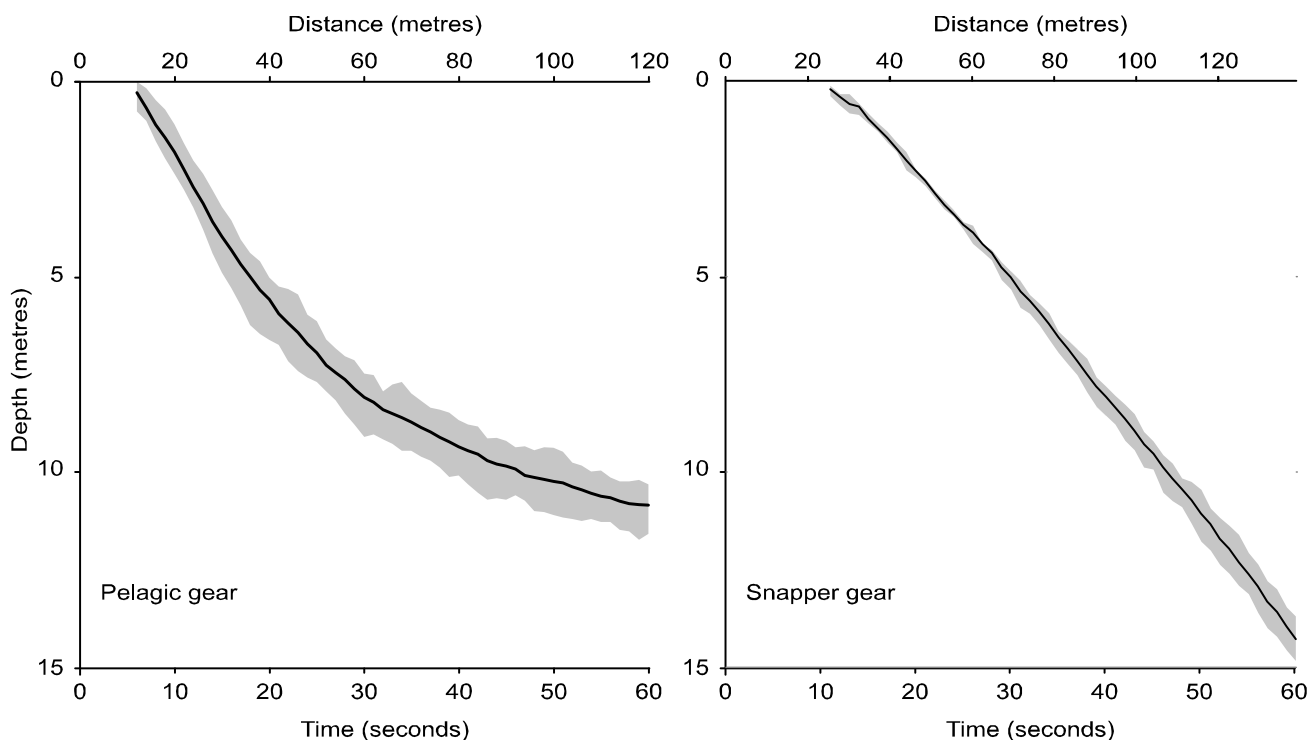 Distance (metres)
0 20 40 60 80 100 120
Depth (metres)
0
5
10
15
Pelagic gear
0 10 20 30 40 50 60
Time (seconds)
Distance (metres)
0 20 40 60 80 100 120
0
5
10
15
Snapper gear
0 10 20 30 40 50 60
Time (seconds)